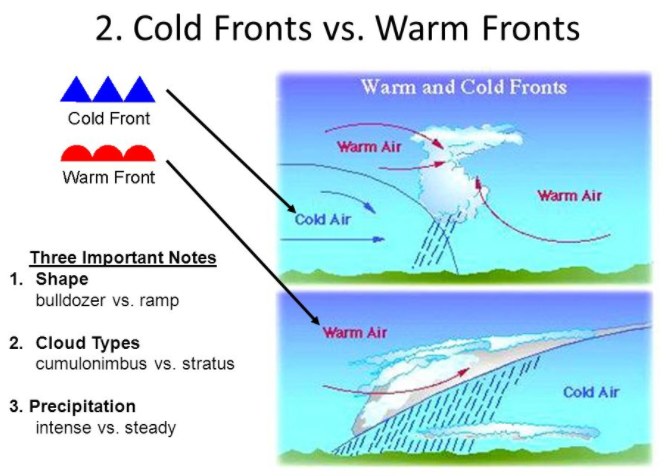 2. Cold Fronts vs. Warm Fronts
Cold Front
Warm Front
Three Important Notes
1. Shape
bulldozer vs. ramp
2. Cloud Types
cumulonimbus vs. stratus
3. Precipitation
intense vs. steady
Warm and Cold Fronts
Warm Air
Warm Air
Cold Air
Warm Air
Cold Air